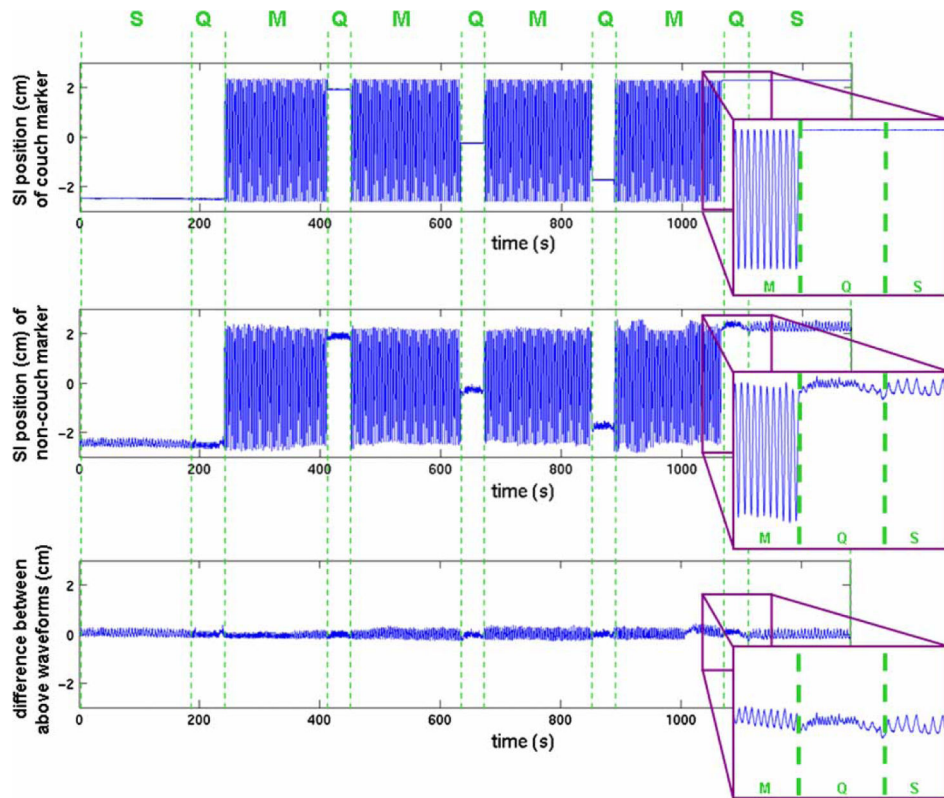 S Q M Q M Q M Q M Q S
SI position (cm)
of couch marker
2
0
−2
0 200 400 600 800 1000
time (s)
M Q S
SI position (cm) of
non-couch marker
2
0
−2
0 200 400 600 800 1000
time (s)
M Q S
difference between
above waveforms (cm)
2
0
−2
0 200 400 600 800 1000
time (s)
M Q S